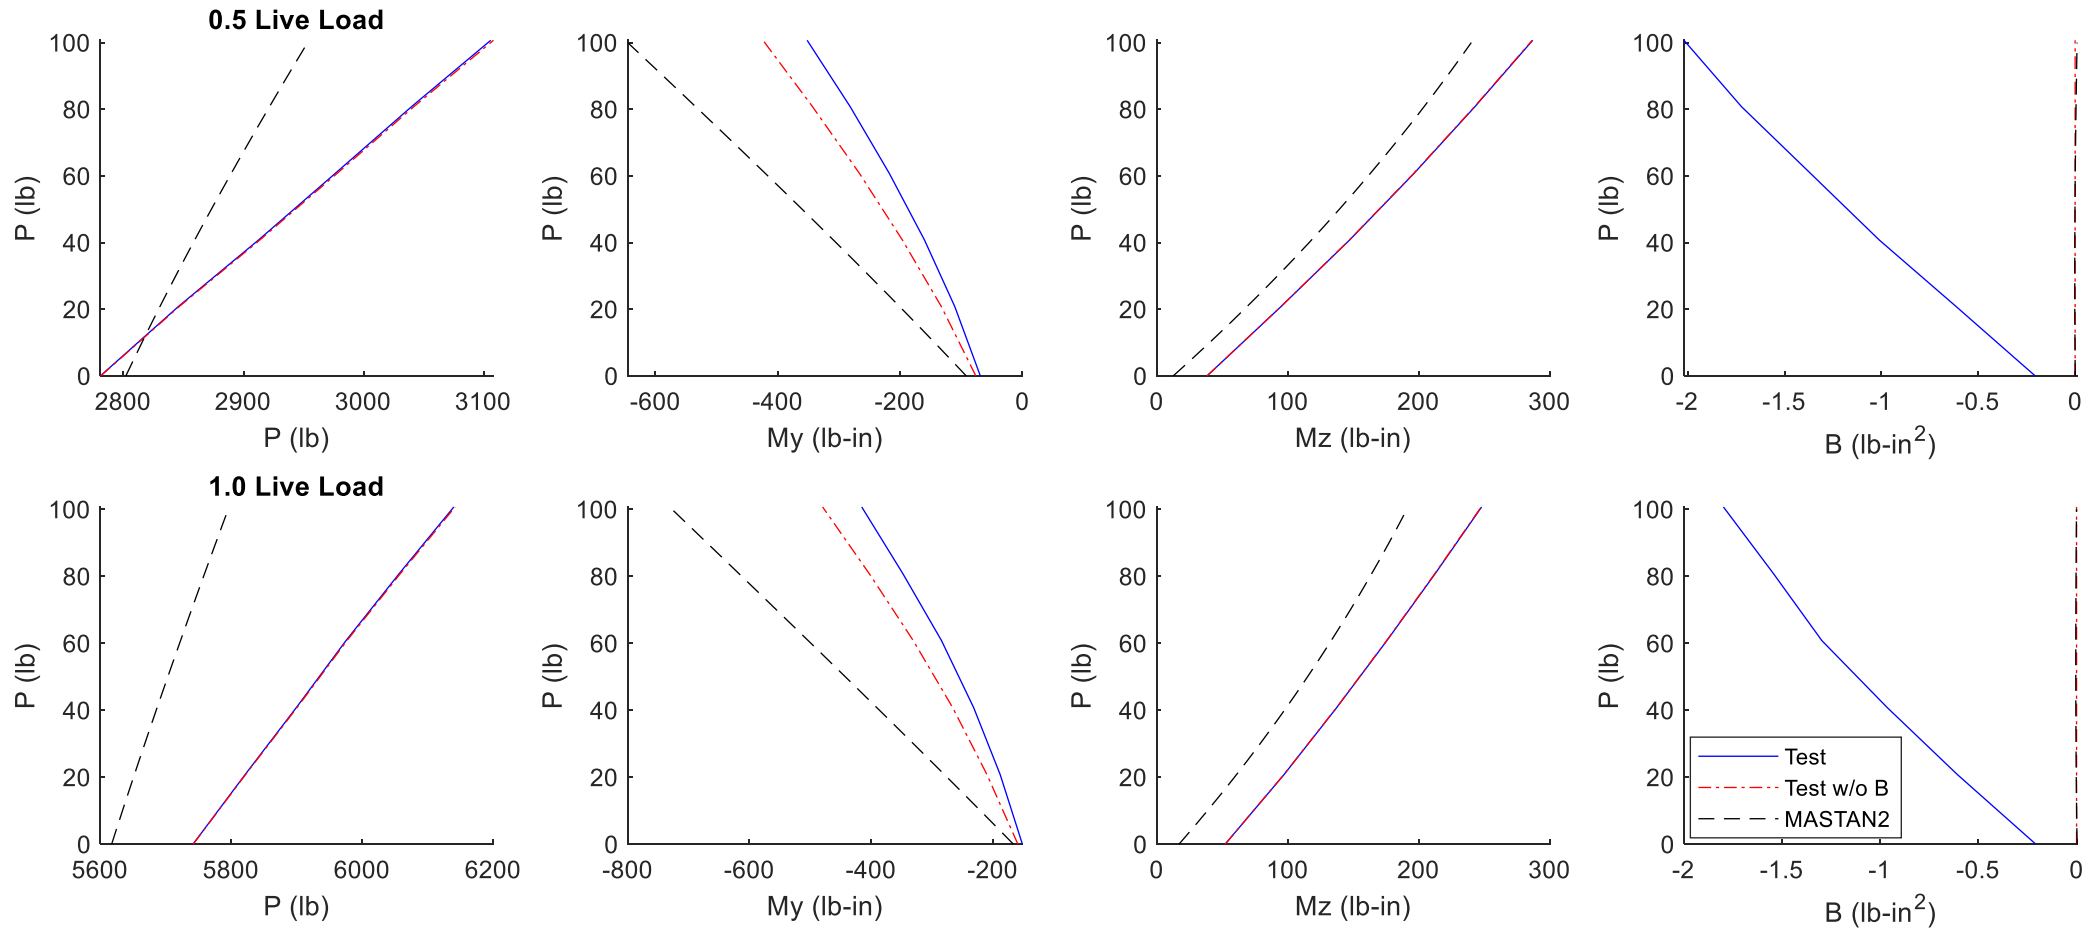 0.5 Live Load
100
80
60
40
20
0
P (lb)
2800 2900 3000 3100
P (lb)
100
80
60
40
20
0
P (lb)
-600 -400 -200 0
My (lb-in)
100
80
60
40
20
0
P (lb)
0 100 200 300
Mz (lb-in)
100
80
60
40
20
0
P (lb)
-2 -1.5 -1 -0.5 0
B (lb-in²)
1.0 Live Load
100
80
60
40
20
0
P (lb)
5600 5800 6000 6200
P (lb)
100
80
60
40
20
0
P (lb)
-800 -600 -400 -200
My (lb-in)
100
80
60
40
20
0
P (lb)
0 100 200 300
Mz (lb-in)
100
80
60
40
20
0
P (lb)
-2 -1.5 -1 -0.5 0
B (lb-in²)
Test
Test w/o B
MASTAN2